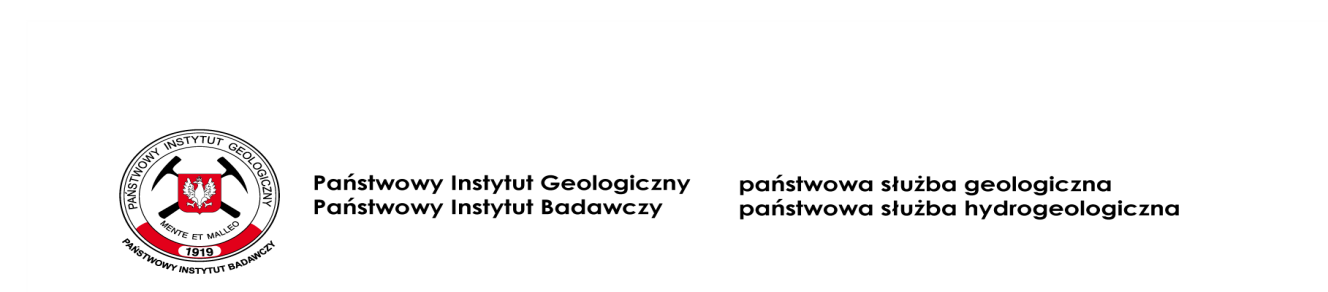 PAŃSTWOWY INSTYTUT GEOLOGICZNY
MENTE ET MALLEO
1919
PAŃSTWOWY INSTYTUT BADAWCZY
Państwowy Instytut Geologiczny
Państwowy Instytut Badawczy
państwowa służba geologiczna
państwowa służba hydrogeologiczna